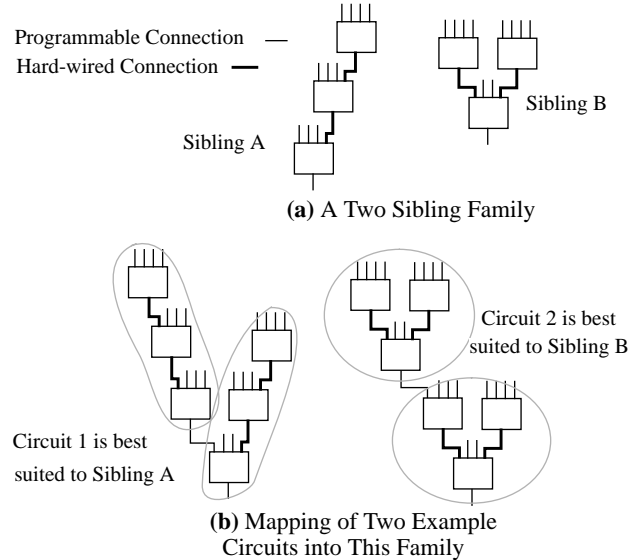 Programmable Connection
Hard-wired Connection
Sibling A
Sibling B
(a) A Two Sibling Family
Circuit 2 is best
suited to Sibling B
Circuit 1 is best
suited to Sibling A
(b) Mapping of Two Example
Circuits into This Family